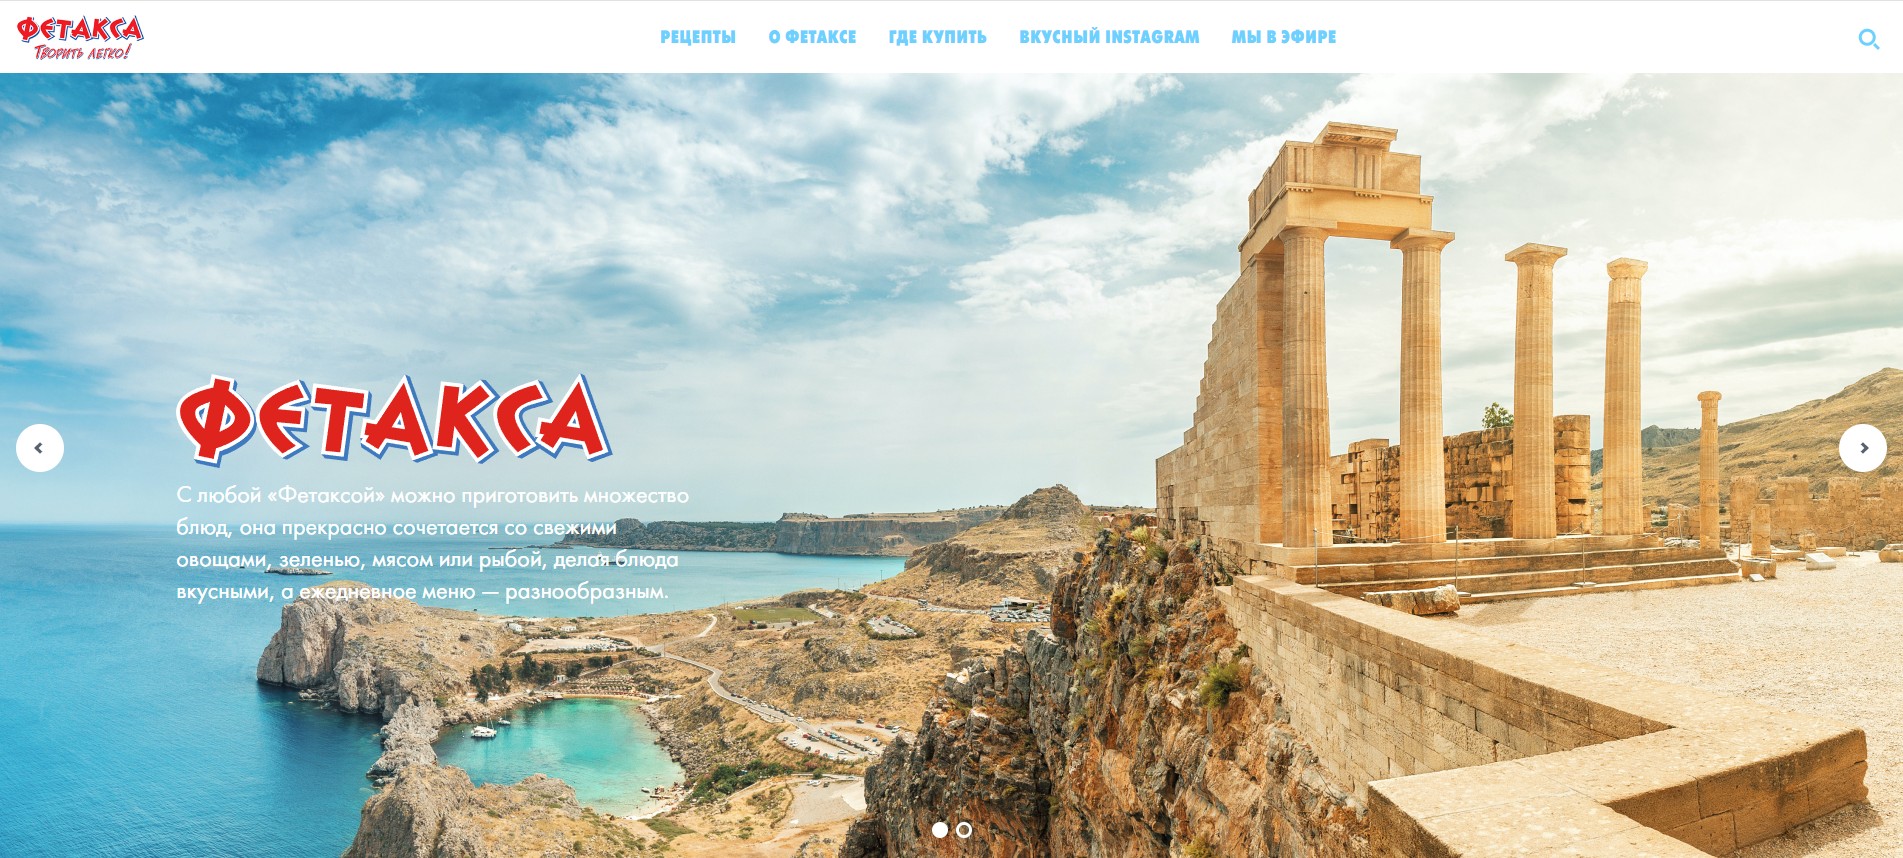 ФЕТАКСА
Творить легко!
РЕЦЕПТЫ О ФЕТАКСЕ ГДЕ КУПИТЬ ВКУСНЫЙ INSTAGRAM МЫ В ЭФИРЕ
ФЕТАКСА
С любой «Фетаксой» можно приготовить множество
блюд, она прекрасно сочетается со свежими
овощами, зеленью, мясом или рыбой, делая блюда
вкусными, а ежедневное меню — разнообразным.